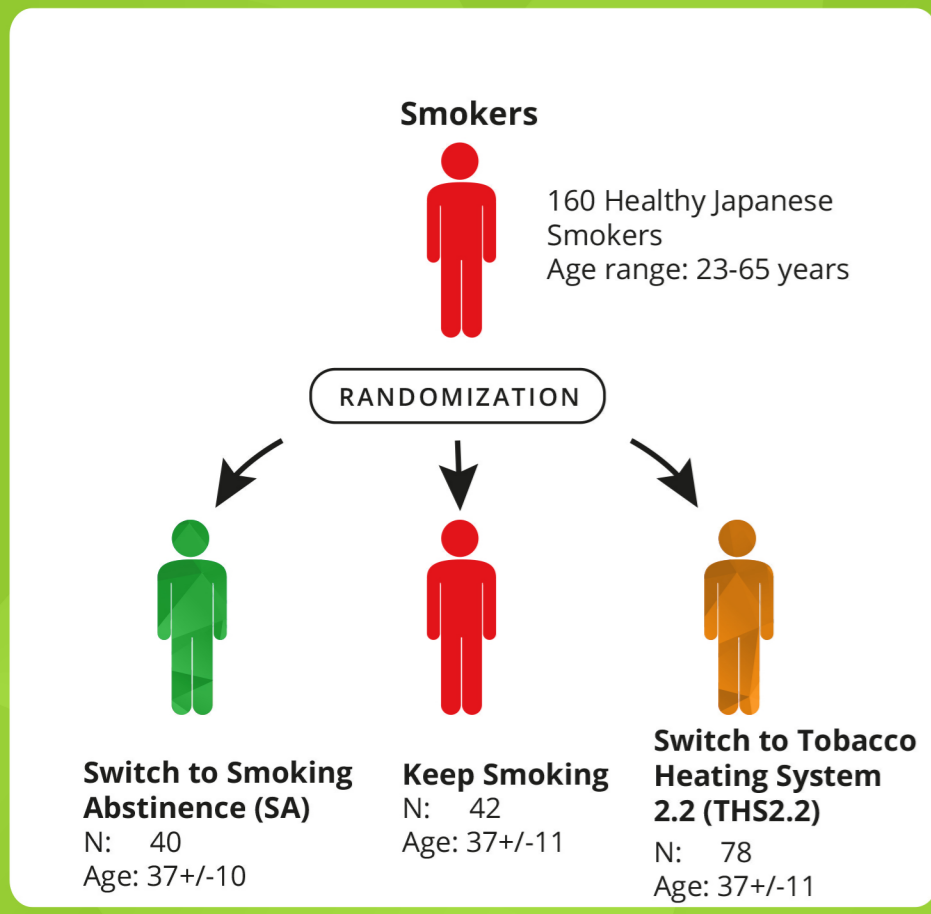 Smokers
160 Healthy Japanese
Smokers
Age range: 23-65 years
RANDOMIZATION
Switch to Smoking
Abstinence (SA)
N: 40
Age: 37+/-10
Keep Smoking
N: 42
Age: 37+/-11
Switch to Tobacco
Heating System
2.2 (THS2.2)
N: 78
Age: 37+/-11